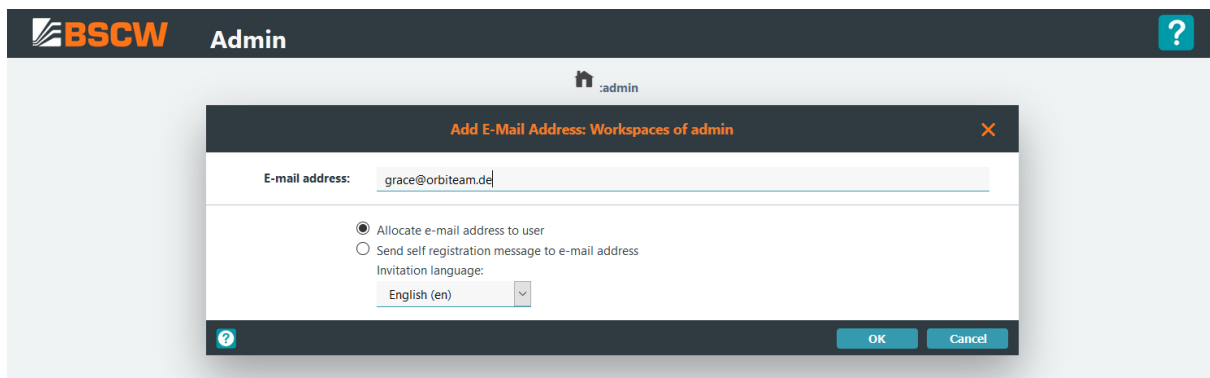 BSCW Admin ?
:admin
Add E-Mail Address: Workspaces of admin
E-mail address: grace@orbiteam.de
Allocate e-mail address to user
Send self registration message to e-mail address
Invitation language:
English (en)
? OK Cancel